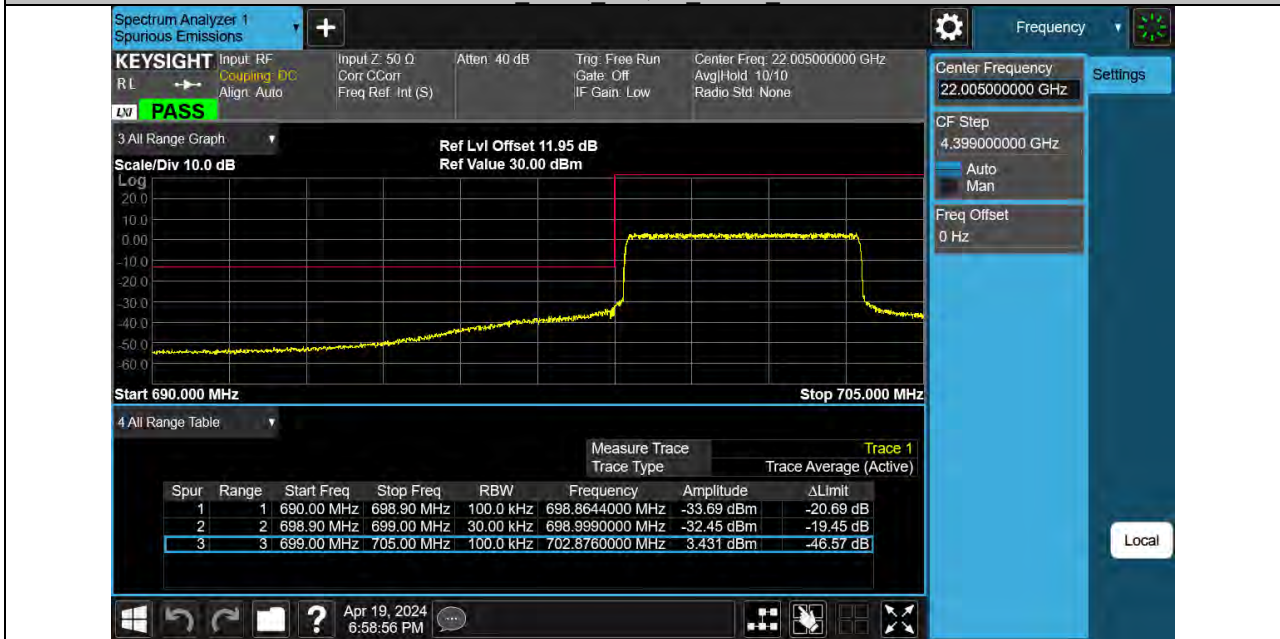 Spectrum Analyzer 1
Spurious Emissions
+
Frequency
KEYSIGHT
RL
LXI
PASS
Input: RF
Coupling: DC
Align: Auto
Input Z: 50 Ω
Corr CCorr
Freq Ref: Int (S)
Atten: 40 dB
Trig: Free Run
Gate: Off
IF Gain: Low
Center Freq: 22.005000000 GHz
Avg|Hold: 10/10
Radio Std: None
Center Frequency
22.005000000 GHz
Settings
CF Step
4.399000000 GHz
Auto
Man
Freq Offset
0 Hz
3 All Range Graph
Scale/Div 10.0 dB
Ref Lvl Offset 11.95 dB
Ref Value 30.00 dBm
Log
20.0
10.0
0.00
-10.0
-20.0
-30.0
-40.0
-50.0
-60.0
Start 690.000 MHz
Stop 705.000 MHz
4 All Range Table
Measure Trace Trace 1
Trace Type Trace Average (Active)
Spur Range Start Freq Stop Freq RBW Frequency Amplitude ΔLimit
1 1 690.00 MHz 698.90 MHz 100.0 kHz 698.8644000 MHz -33.69 dBm -20.69 dB
2 2 698.90 MHz 699.00 MHz 30.00 kHz 698.9990000 MHz -32.45 dBm -19.45 dB
3 3 699.00 MHz 705.00 MHz 100.0 kHz 702.8760000 MHz 3.431 dBm -46.57 dB
Local
?
Apr 19, 2024
6:58:56 PM